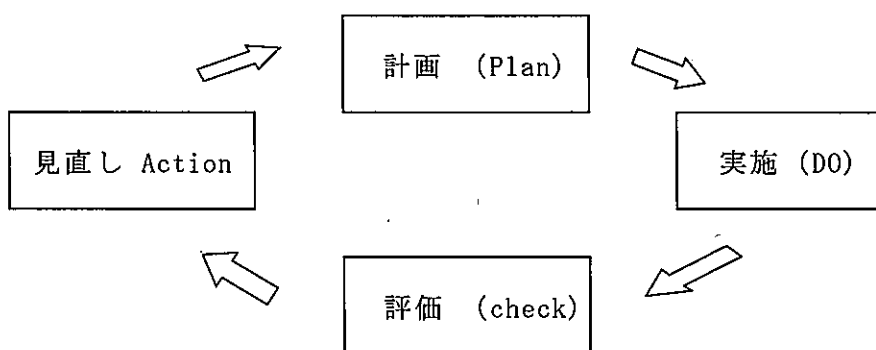 計画 (Plan)
見直し Action
実施 (DO)
評価 (check)